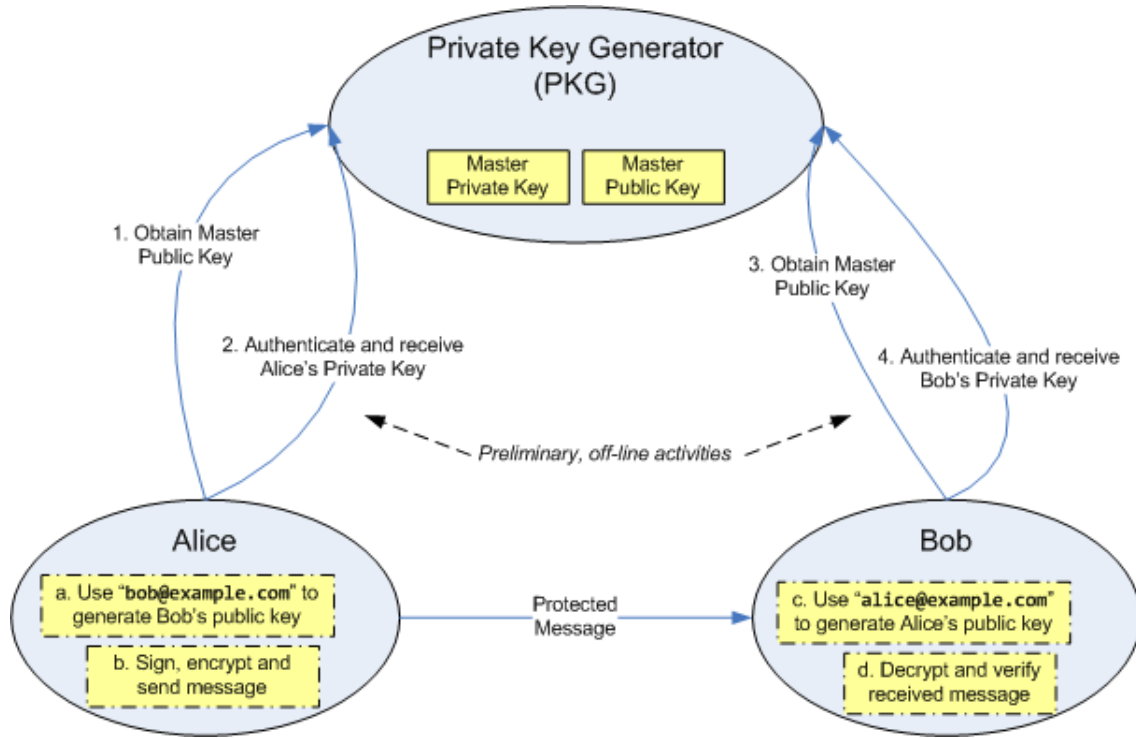 Private Key Generator
(PKG)
Master
Private Key
Master
Public Key
1. Obtain Master
Public Key
2. Authenticate and receive
Alice's Private Key
3. Obtain Master
Public Key
4. Authenticate and receive
Bob's Private Key
Preliminary, off-line activities
Alice
a. Use “bob@example.com” to
generate Bob's public key
b. Sign, encrypt and
send message
Protected
Message
Bob
c. Use “alice@example.com”
to generate Alice's public key
d. Decrypt and verify
received message